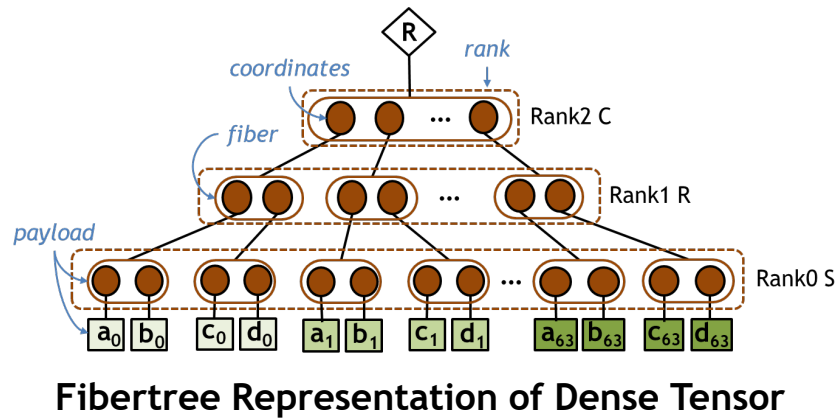 R
coordinates
rank
...
Rank2 C
fiber
...
Rank1 R
payload
...
Rank0 S
a0 b0 c0 d0 a1 b1 c1 d1 a63 b63 c63 d63
Fibertree Representation of Dense Tensor